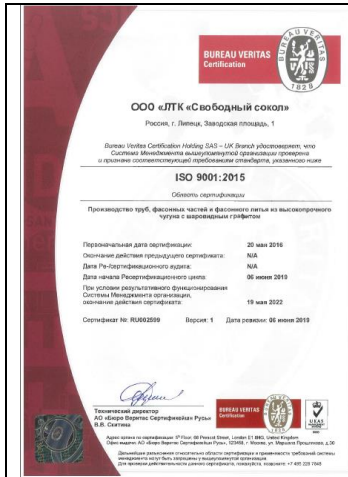 BUREAU VERITAS
Certification
BUREAU VERITAS
1828
ООО «ЛТК «Свободный сокол»
Россия, г. Липецк, Заводская площадь, 1
Bureau Veritas Certification Holding SAS – UK Branch удостоверяет, что
Система Менеджмента вышеупомянутой организации проверена
и признана соответствующей требованиям стандарта, указанного ниже
ISO 9001:2015
Область сертификации
Производство труб, фасонных частей и фасонного литья из высокопрочного
чугуна с шаровидным графитом
Первоначальная дата сертификации: 20 мая 2016
Окончание действия предыдущего сертификата: N/A
Дата Ре-/сертификационного аудита: N/A
Дата начала Ресертификационного цикла: 06 июня 2019
При условии результативного функционирования
Системы Менеджмента организации,
окончание действия сертификата: 19 мая 2022
Сертификат №: RU002599 Версия: 1 Дата ревизии: 06 июня 2019
Технический директор
АО «Бюро Веритас Сертификейшн Русь»
В.В. Скитина
BUREAU VERITAS
Certification
UKAS